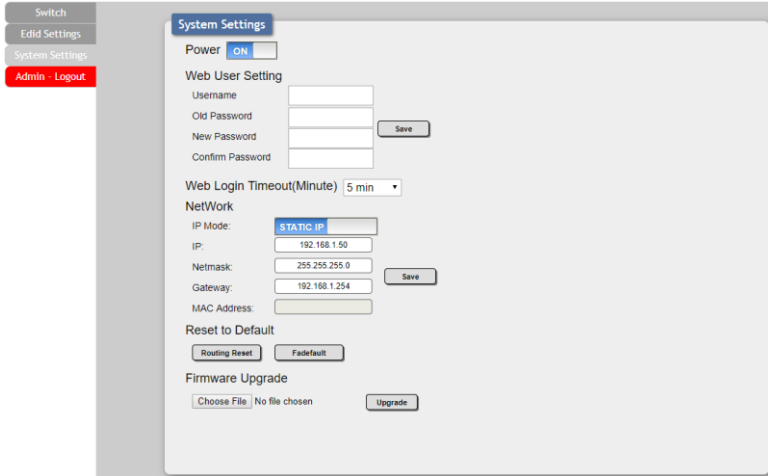 Switch
Edid Settings
System Settings
Admin - Logout
System Settings
Power ON
Web User Setting
Username
Old Password
New Password
Save
Confirm Password
Web Login Timeout(Minute) 5 min
NetWork
IP Mode: STATIC IP
IP: 192.168.1.50
Netmask: 255.255.255.0
Save
Gateway: 192.168.1.254
MAC Address:
Reset to Default
Routing Reset Fadefault
Firmware Upgrade
Choose File No file chosen Upgrade